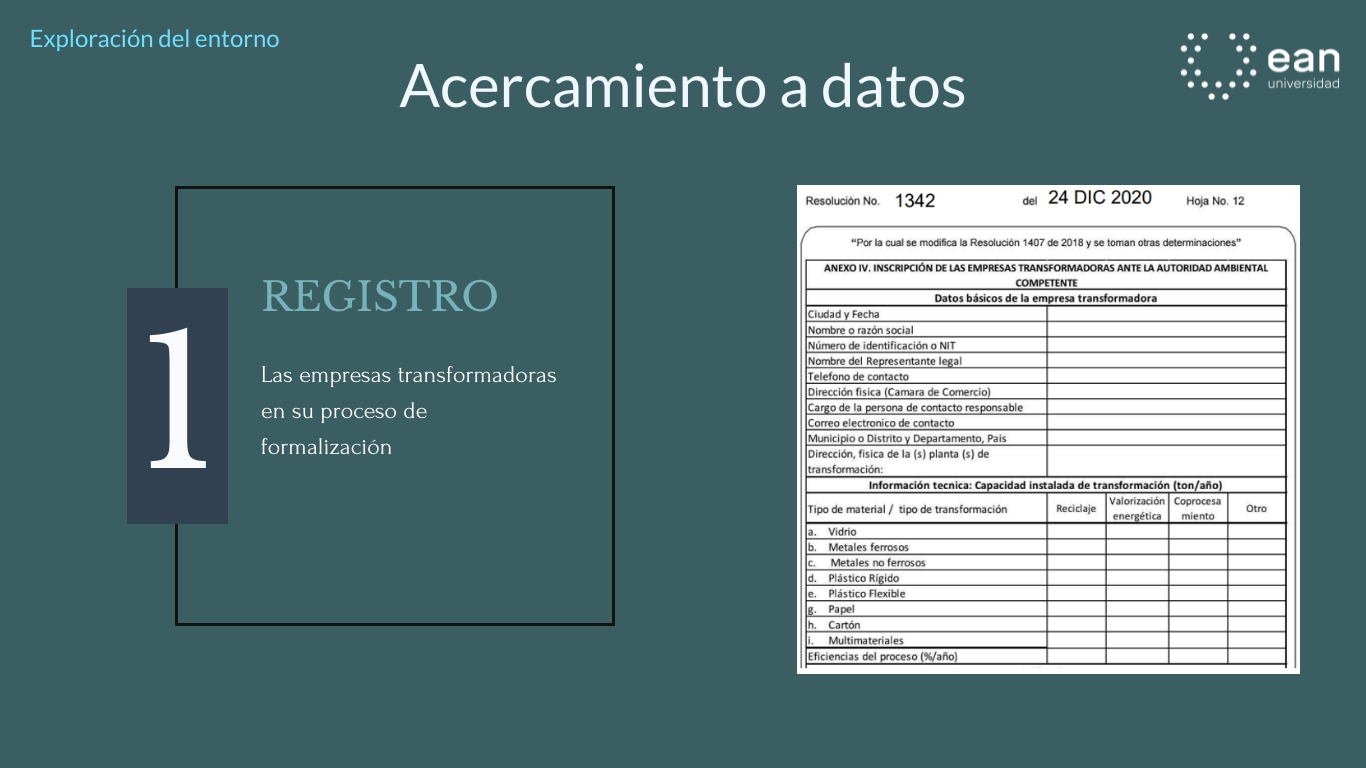 Exploración del entorno
Acercamiento a datos
ean
universidad
1
REGISTRO
Las empresas transformadoras
en su proceso de
formalización
Resolución No. 1342 del 24 DIC 2020 Hoja No. 12
“Por la cual se modifica la Resolución 1407 de 2018 y se toman otras determinaciones”
ANEXO IV. INSCRIPCIÓN DE LAS EMPRESAS TRANSFORMADORAS ANTE LA AUTORIDAD AMBIENTAL
COMPETENTE
Datos básicos de la empresa transformadora
Ciudad y Fecha
Nombre o razón social
Número de identificación o NIT
Nombre del Representante legal
Telefono de contacto
Dirección fisica (Camara de Comercio)
Cargo de la persona de contacto responsable
Correo electronico de contacto
Municipio o Distrito y Departamento, Pais
Dirección, fisica de la (s) planta (s) de
transformación:
Información tecnica: Capacidad instalada de transformación (ton/año)
Tipo de material / tipo de transformación
Reciclaje
Valorización
energética
Coprocesa
miento
Otro
a. Vidrio
b. Metales ferrosos
c. Metales no ferrosos
d. Plástico Rígido
e. Plástico Flexible
g. Papel
h. Cartón
i. Multimateriales
Eficiencias del proceso (%/año)